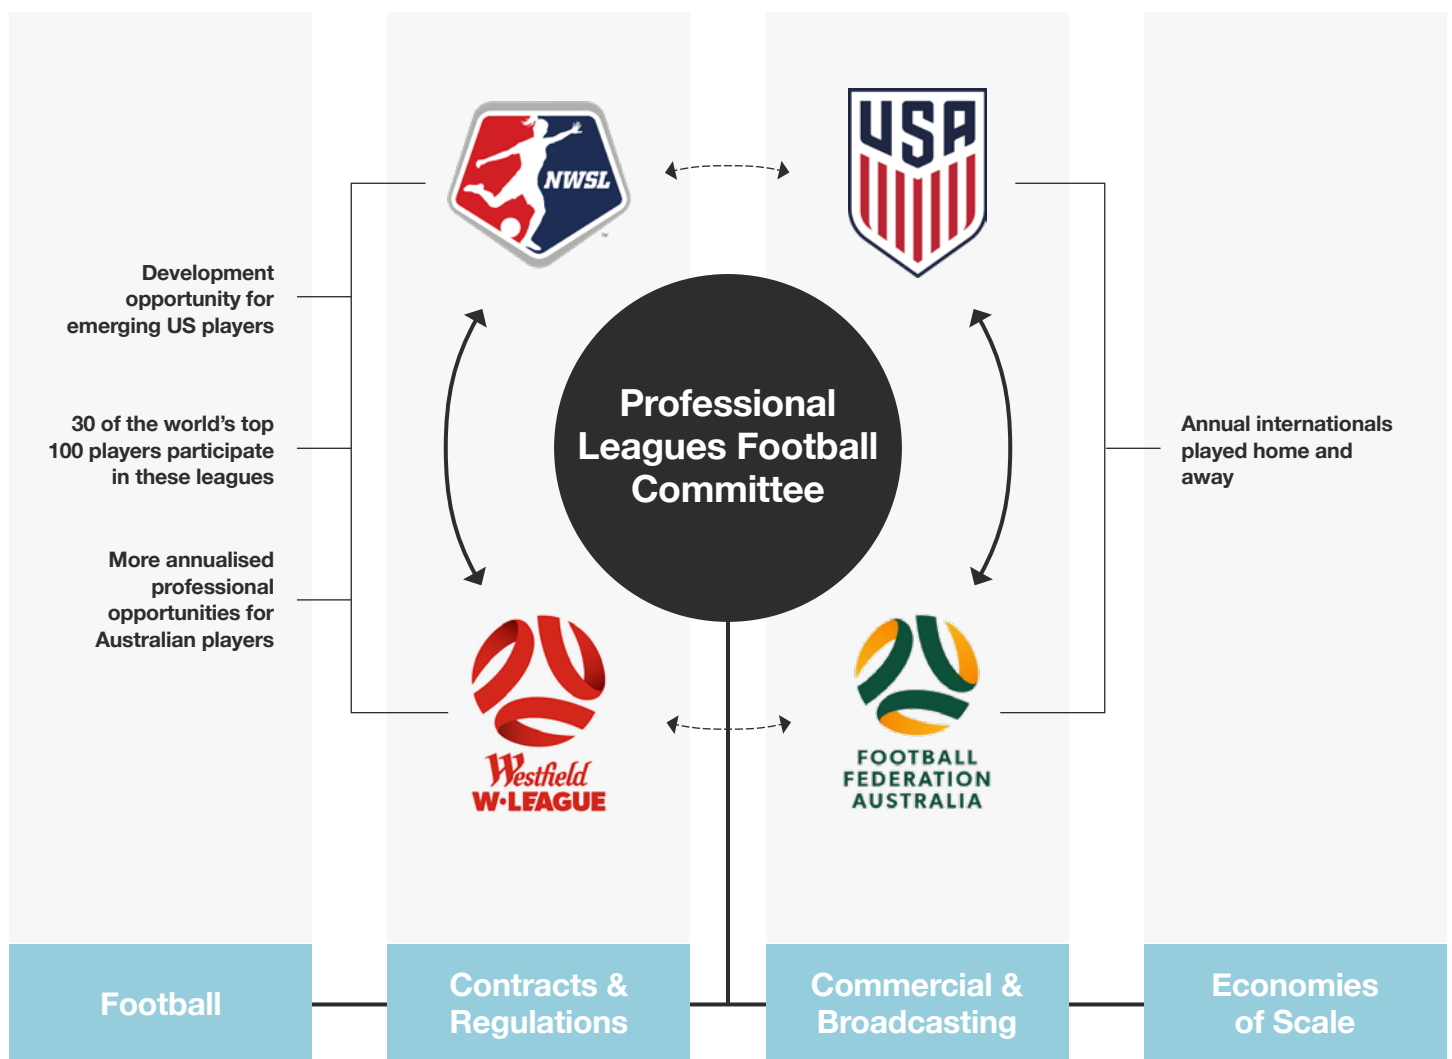 NWSL
USA
Development
opportunity for
emerging US players
30 of the world’s top
100 players participate
in these leagues
More annualised
professional
opportunities for
Australian players
Professional
Leagues Football
Committee
Annual internationals
played home and
away
Westfield
W·LEAGUE
FOOTBALL
FEDERATION
AUSTRALIA
Football
Contracts &
Regulations
Commercial &
Broadcasting
Economies
of Scale